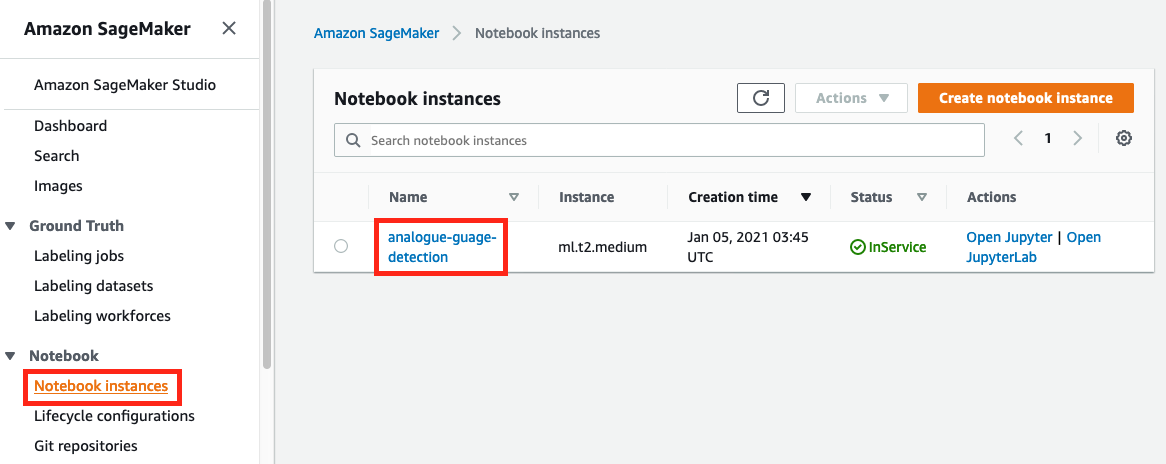 Amazon SageMaker
Amazon SageMaker Studio
Dashboard
Search
Images
Ground Truth
Labeling jobs
Labeling datasets
Labeling workforces
Notebook
Notebook instances
Lifecycle configurations
Git repositories
Amazon SageMaker > Notebook instances
Notebook instances
Actions
Create notebook instance
Search notebook instances
1
Name Instance Creation time Status Actions
analogue-guage-
detection
ml.t2.medium
Jan 05, 2021 03:45
UTC
InService
Open Jupyter | Open
JupyterLab